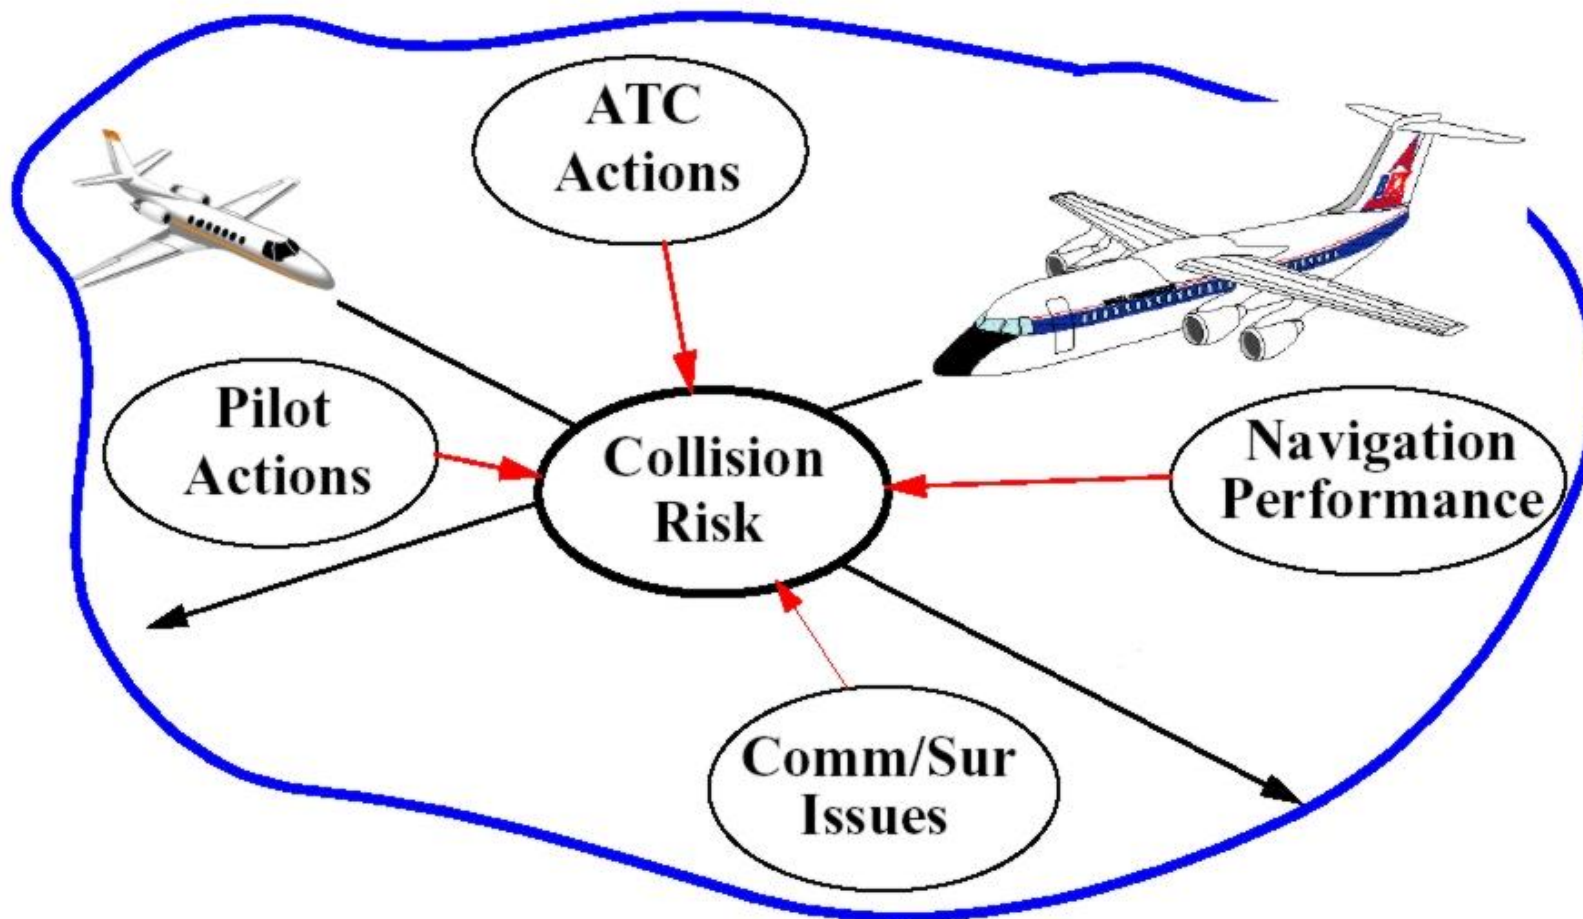 ATC
Actions
Pilot
Actions
Collision
Risk
Navigation
Performance
Comm/Sur
Issues